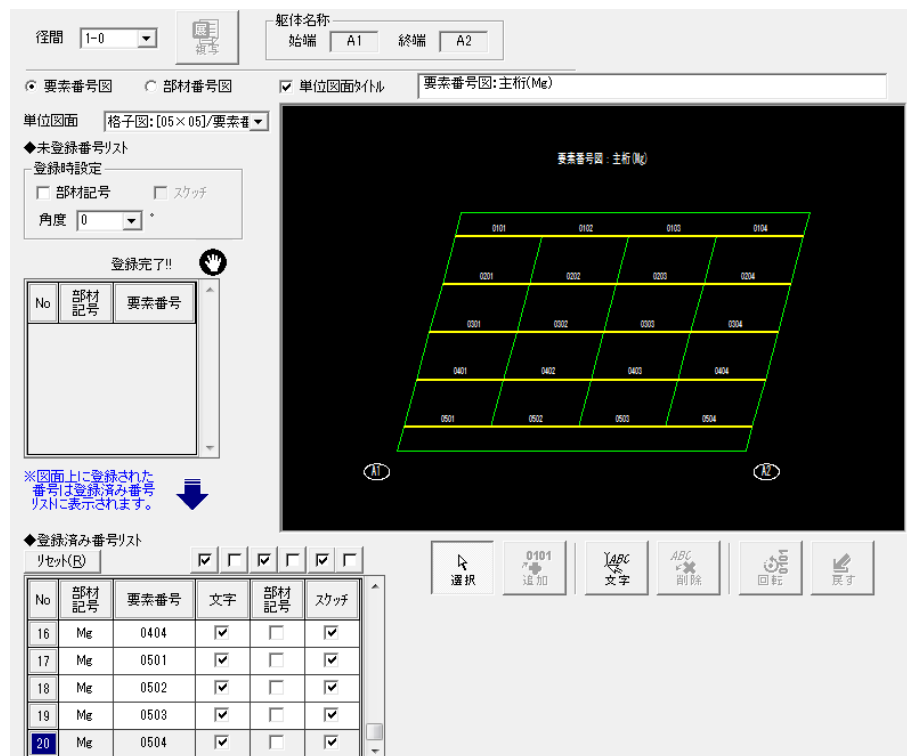 躯体名称
径間 1-0 複写 始端 A1 終端 A2
要素番号図 部材番号図 単位図面タイトル 要素番号図:主桁(Mg)
単位図面 格子図:[05×05]/要素番
◆未登録番号リスト
登録時設定
部材記号 スケッチ
角度 0 °
登録完了!!
No 部材記号 要素番号
※図面上に登録された
番号は登録済み番号
リストに表示されます。
要素番号図:主桁(Mg)
0101 0102 0103 0104
0201 0202 0203 0204
0301 0302 0303 0304
0401 0402 0403 0404
0501 0502 0503 0504
A1 A2
◆登録済み番号リスト
リセット(R)
選択 0101 追加 ABC 文字 ABC 削除 0101 回転 戻す
No 部材記号 要素番号 文字 部材記号 スケッチ
16 Mg 0404
17 Mg 0501
18 Mg 0502
19 Mg 0503
20 Mg 0504